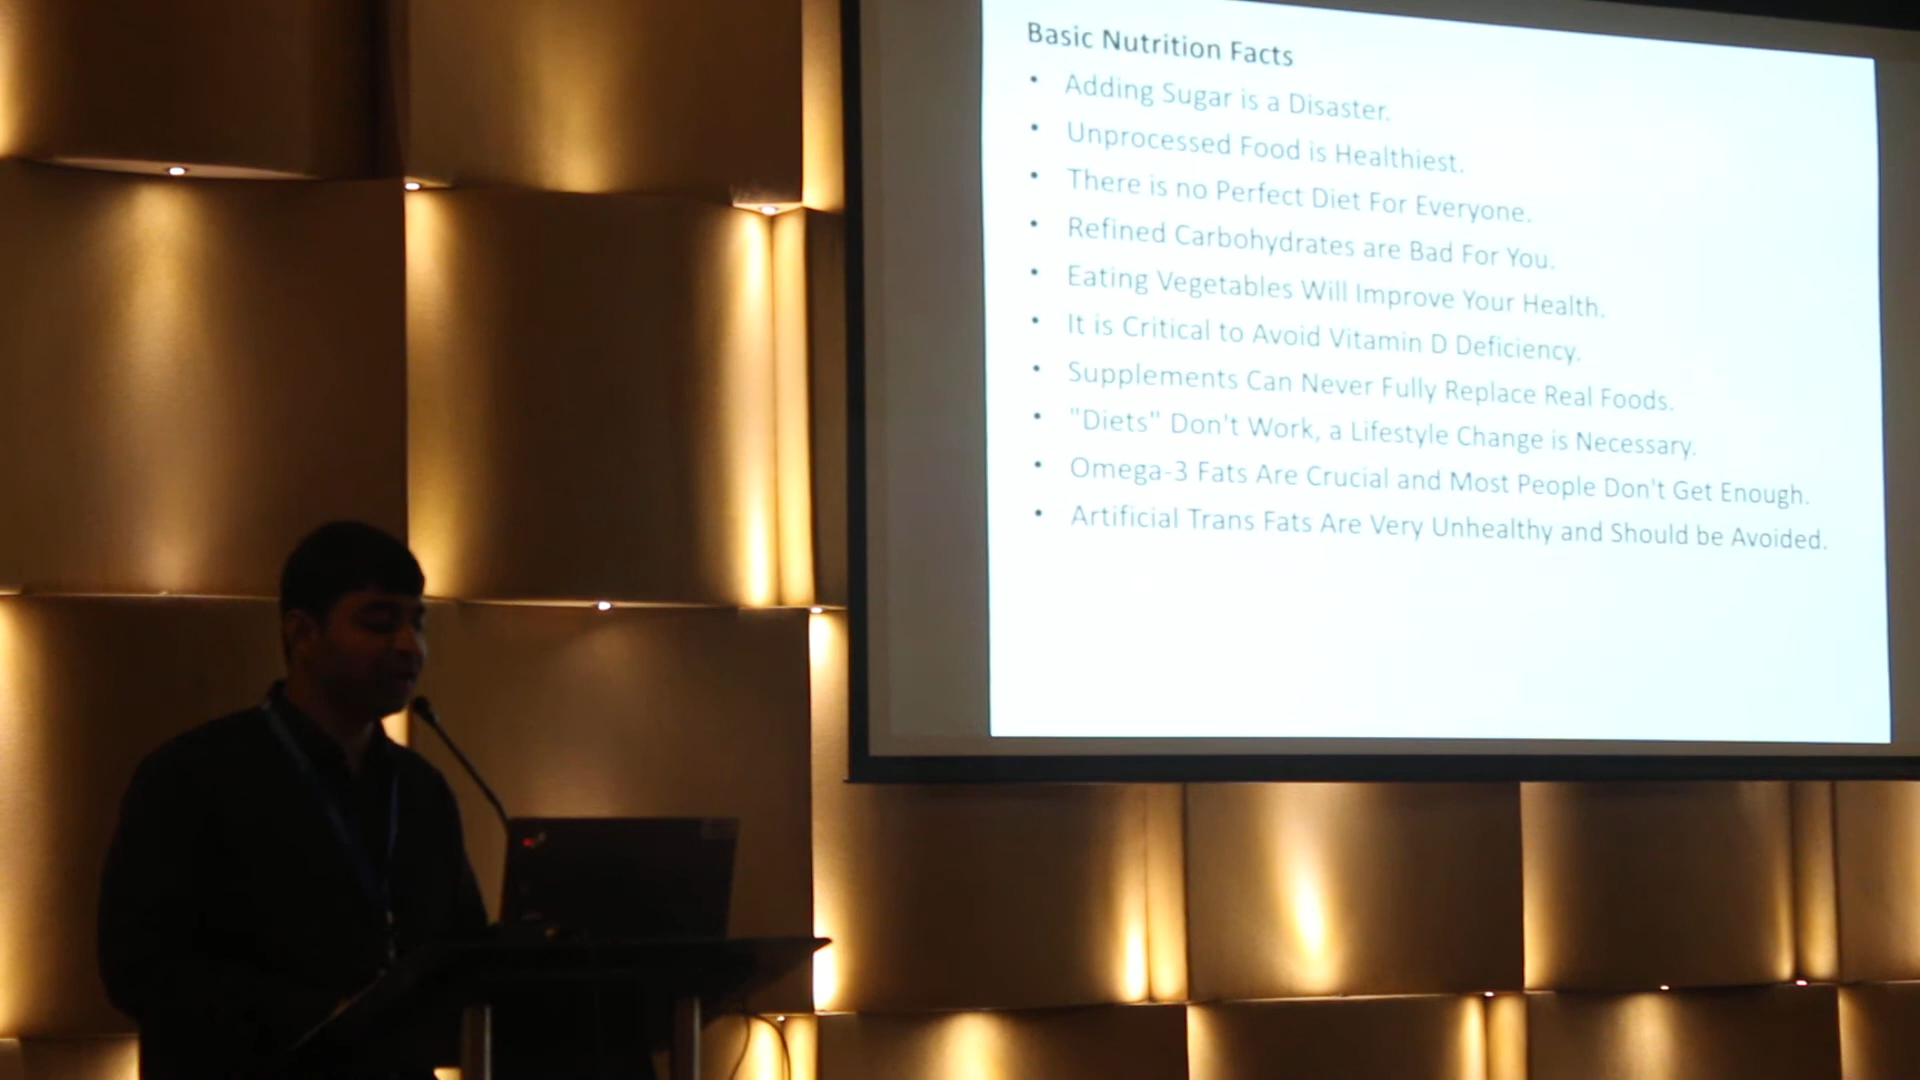 Basic Nutrition Facts
• Adding Sugar is a Disaster.
• Unprocessed Food is Healthiest.
• There is no Perfect Diet For Everyone.
• Refined Carbohydrates are Bad For You.
• Eating Vegetables Will Improve Your Health.
• It is Critical to Avoid Vitamin D Deficiency.
• Supplements Can Never Fully Replace Real Foods.
• "Diets" Don't Work, a Lifestyle Change is Necessary.
• Omega-3 Fats Are Crucial and Most People Don't Get Enough.
• Artificial Trans Fats Are Very Unhealthy and Should be Avoided.